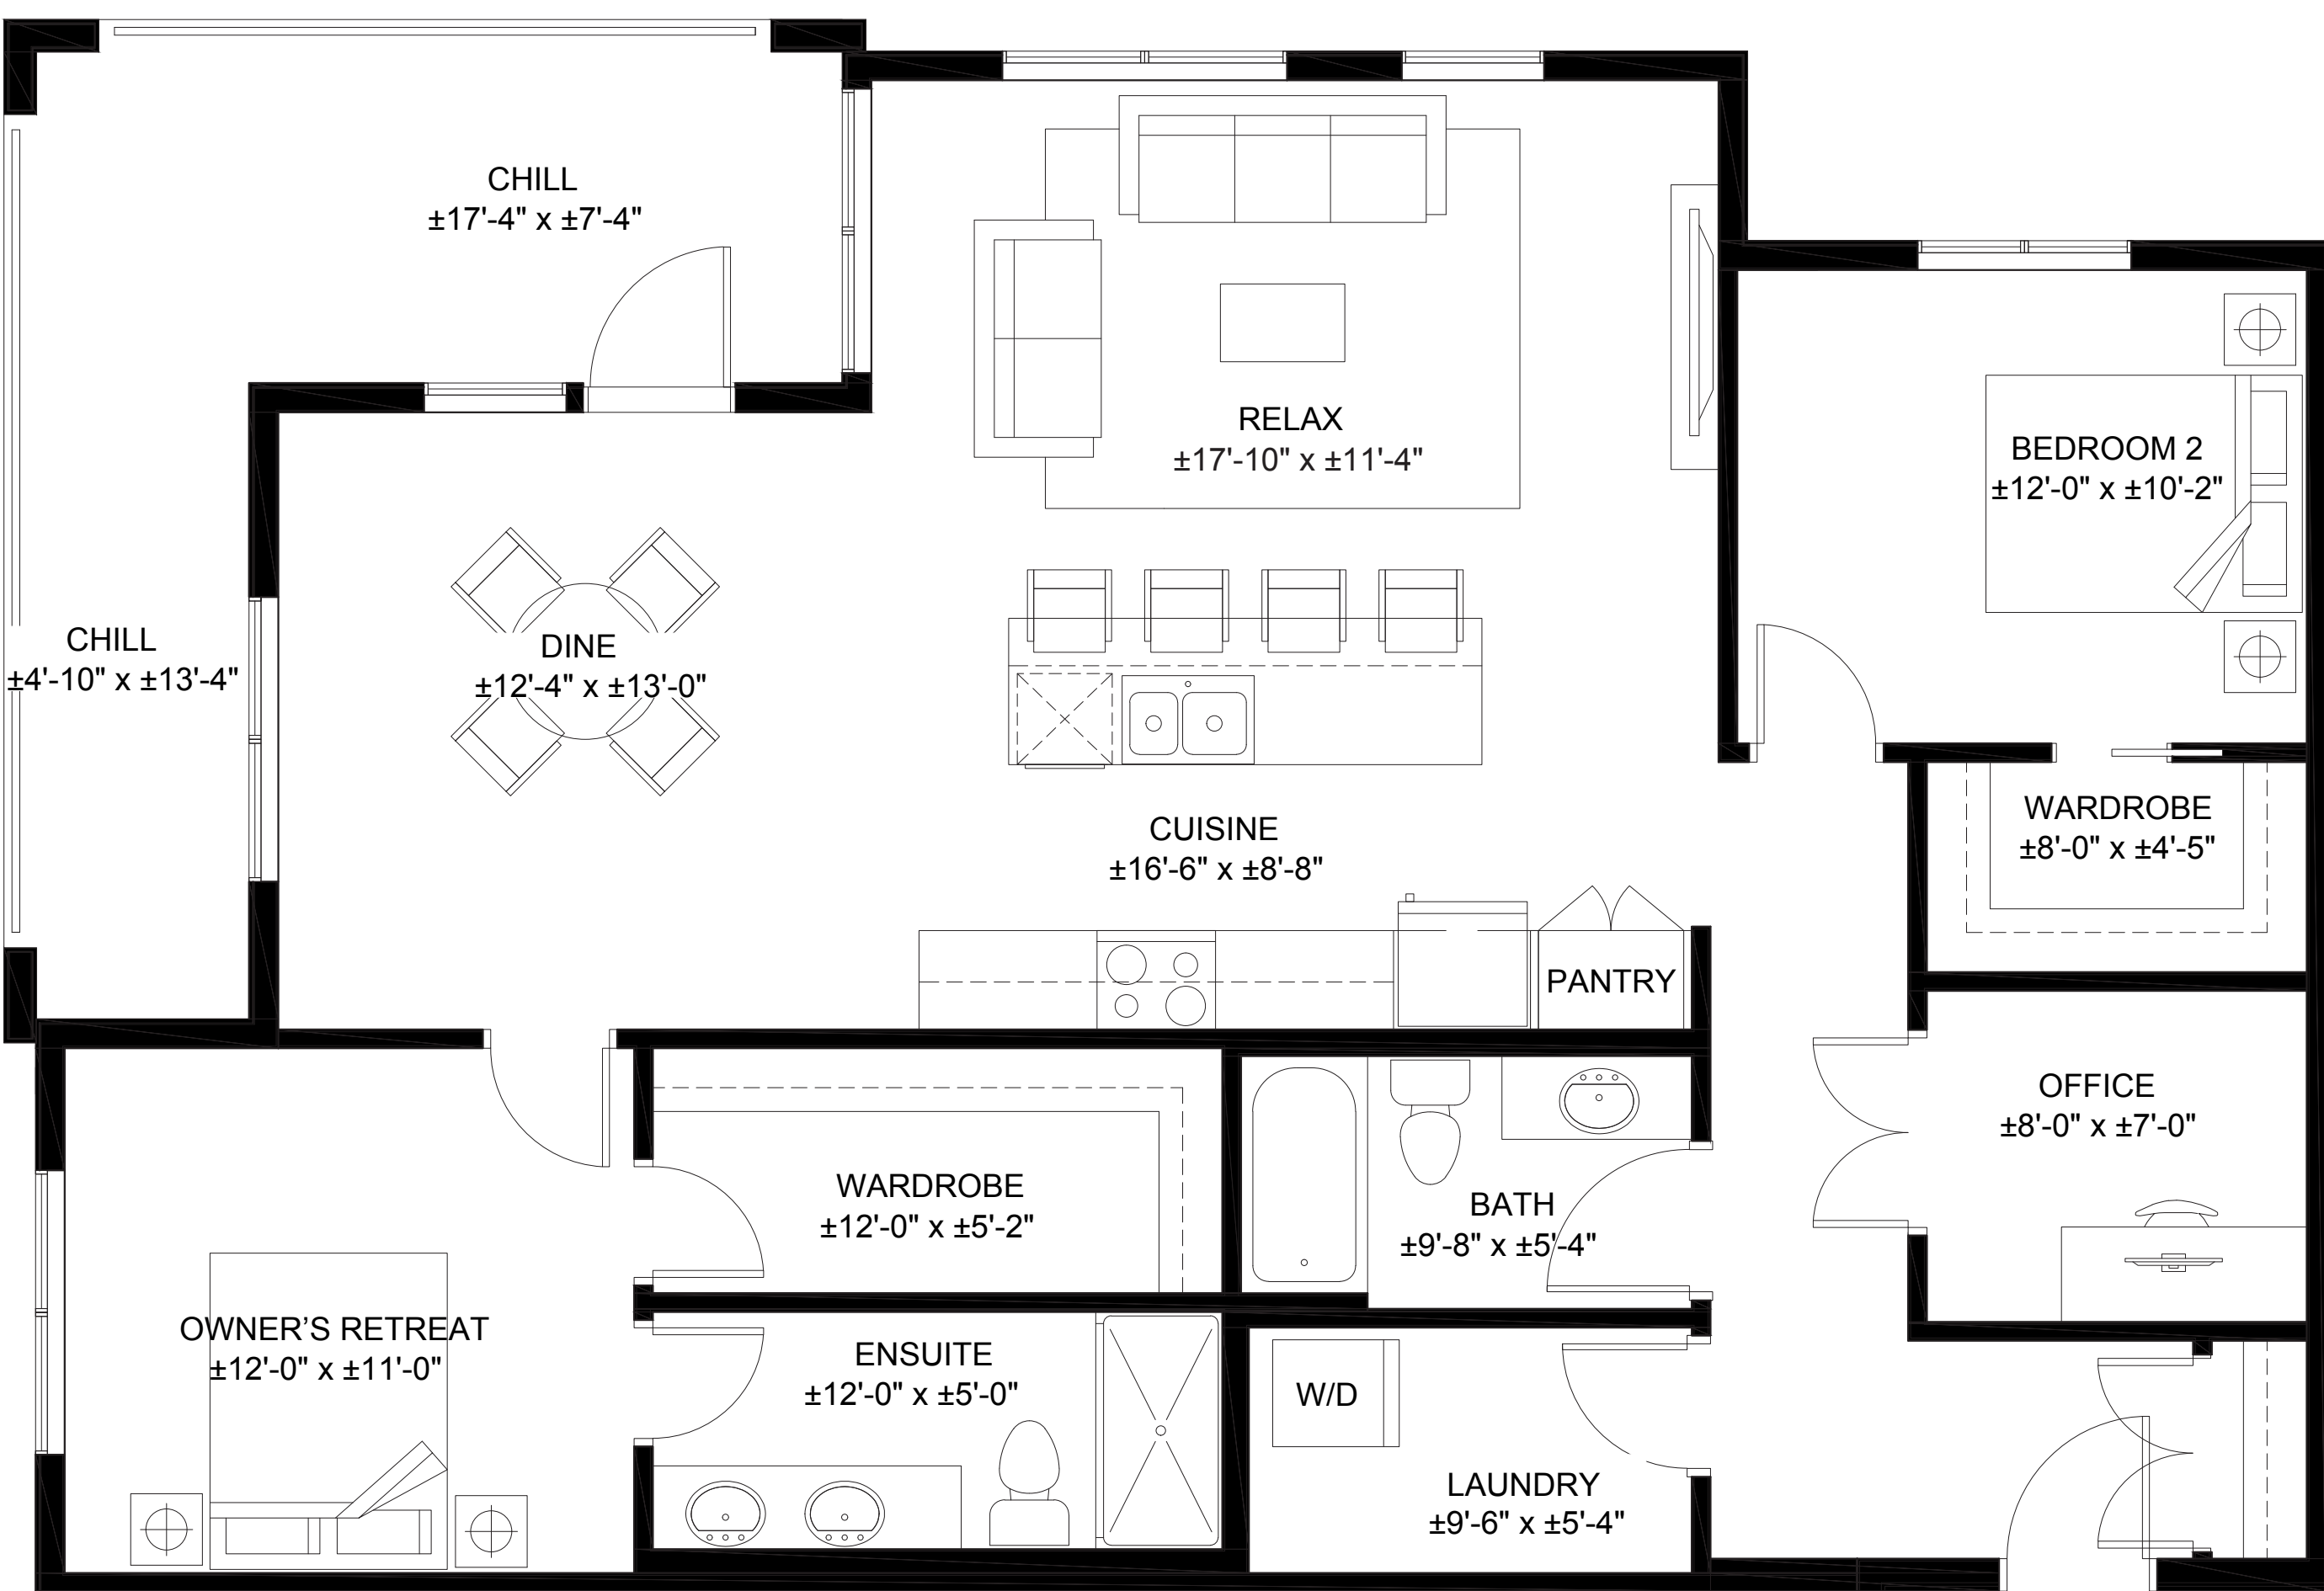 CHILL
±17'-4" x ±7'-4"
RELAX
±17'-10" x ±11'-4"
BEDROOM 2
±12'-0" x ±10'-2"
CHILL
±4'-10" x ±13'-4"
DINE
±12'-4" x ±13'-0"
CUISINE
±16'-6" x ±8'-8"
WARDROBE
±8'-0" x ±4'-5"
PANTRY
OFFICE
±8'-0" x ±7'-0"
WARDROBE
±12'-0" x ±5'-2"
BATH
±9'-8" x ±5'-4"
OWNER’S RETREAT
±12'-0" x ±11'-0"
ENSUITE
±12'-0" x ±5'-0"
W/D
LAUNDRY
±9'-6" x ±5'-4"